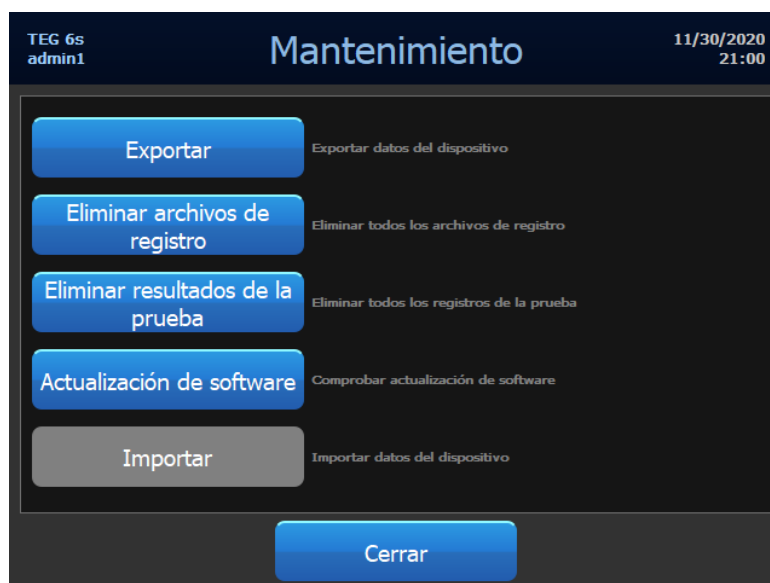 TEG 6s
admin1
Mantenimiento
11/30/2020
21:00
Exportar
Exportar datos del dispositivo
Eliminar archivos de
registro
Eliminar todos los archivos de registro
Eliminar resultados de la
prueba
Eliminar todos los registros de la prueba
Actualización de software
Comprobar actualización de software
Importar
Importar datos del dispositivo
Cerrar